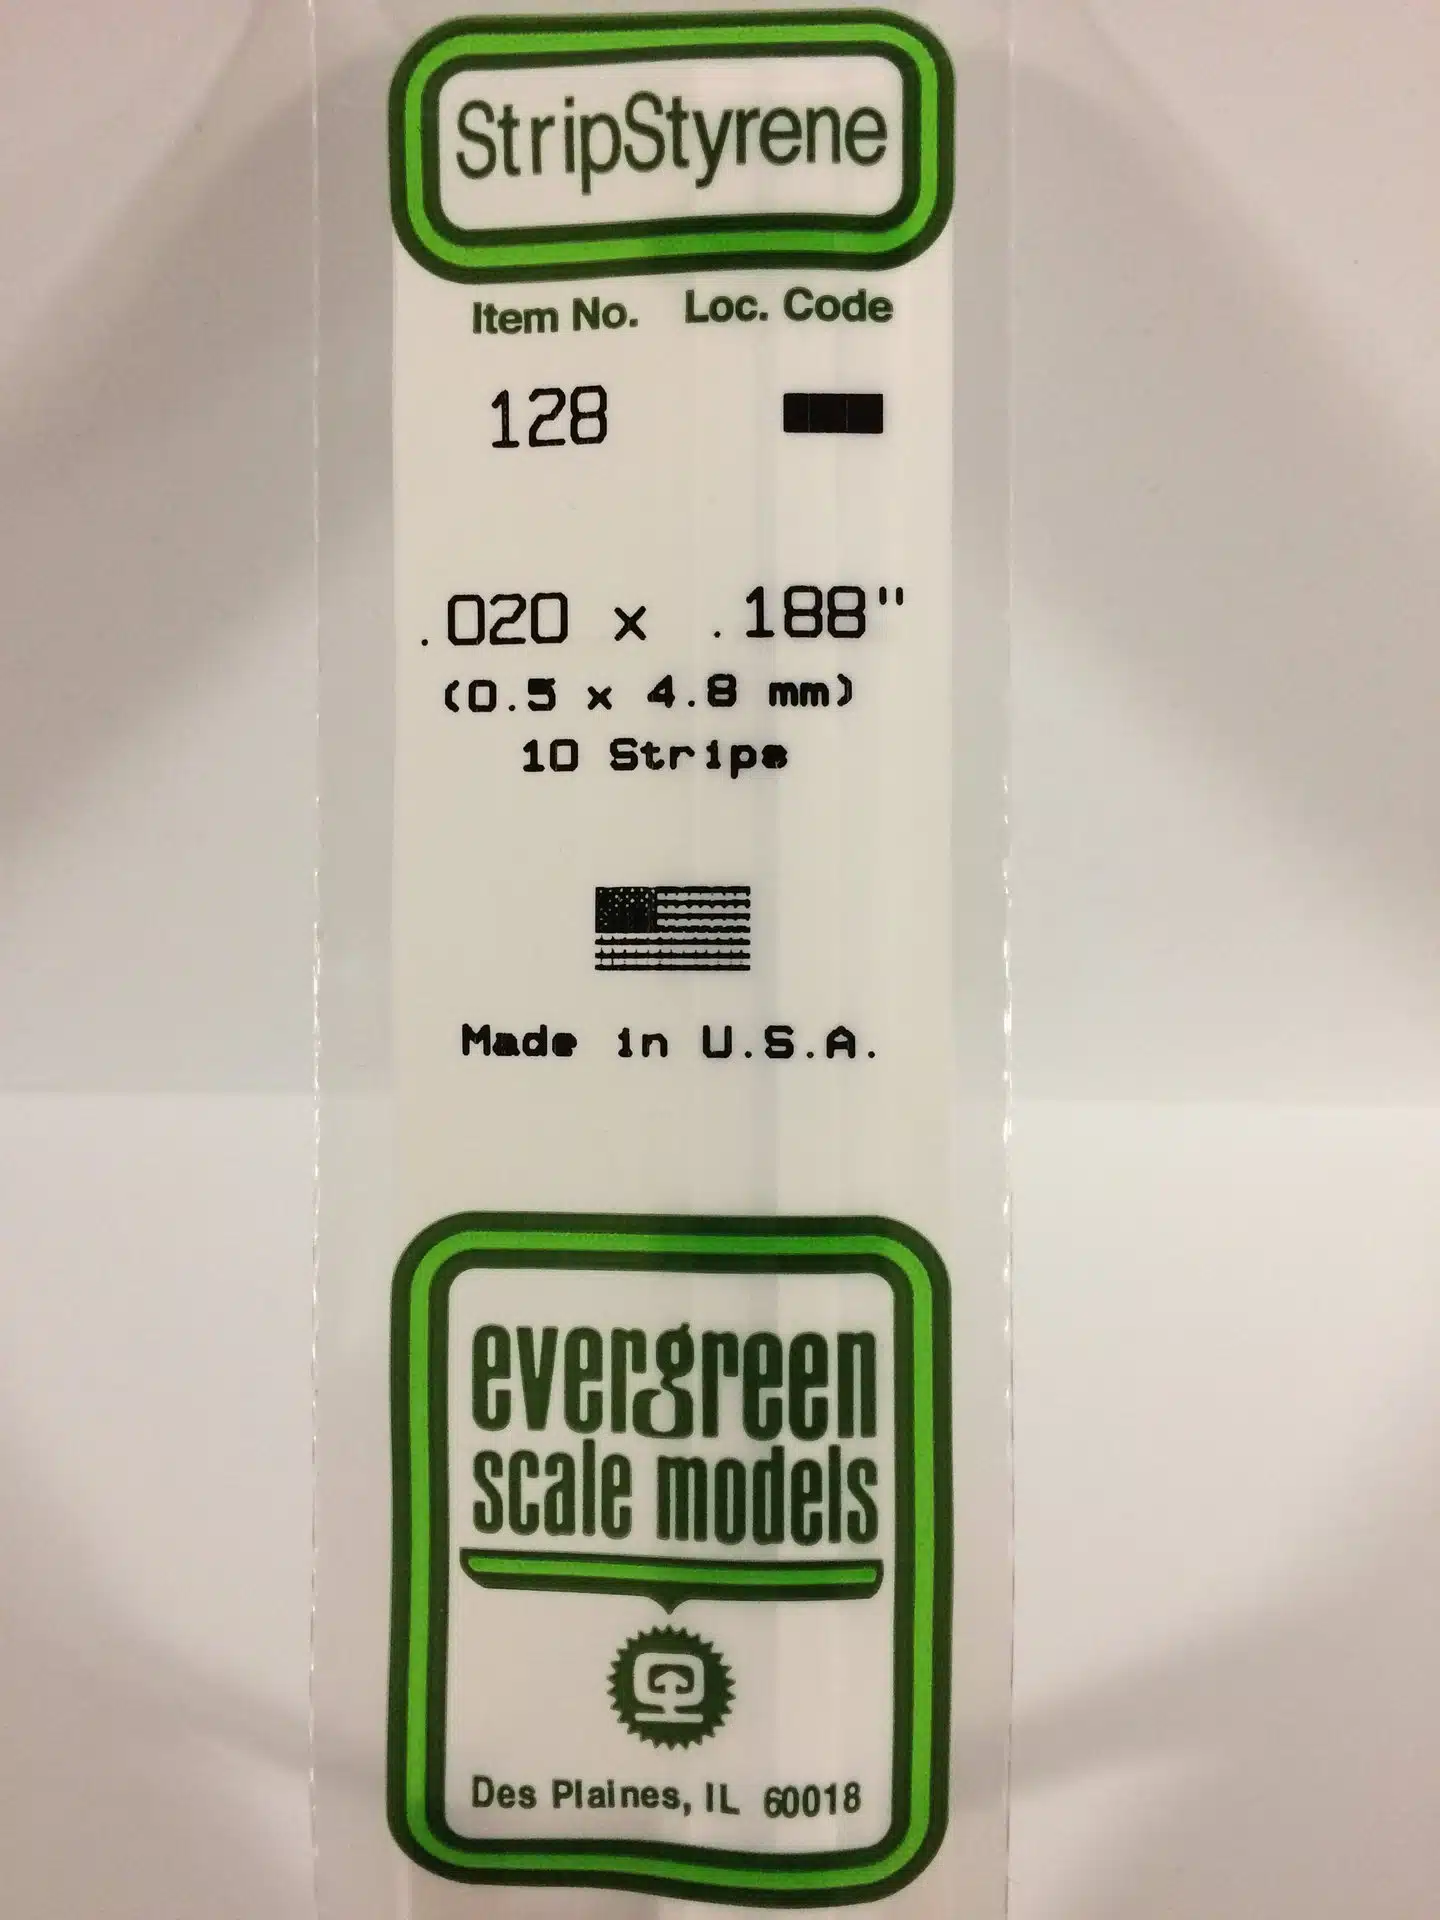 StripStyrene
Item No. Loc. Code
128
.020 x .188"
(0.5 x 4.8 mm)
10 Strips
Made in U.S.A.
evergreen
scale models
Des Plaines, IL 60018